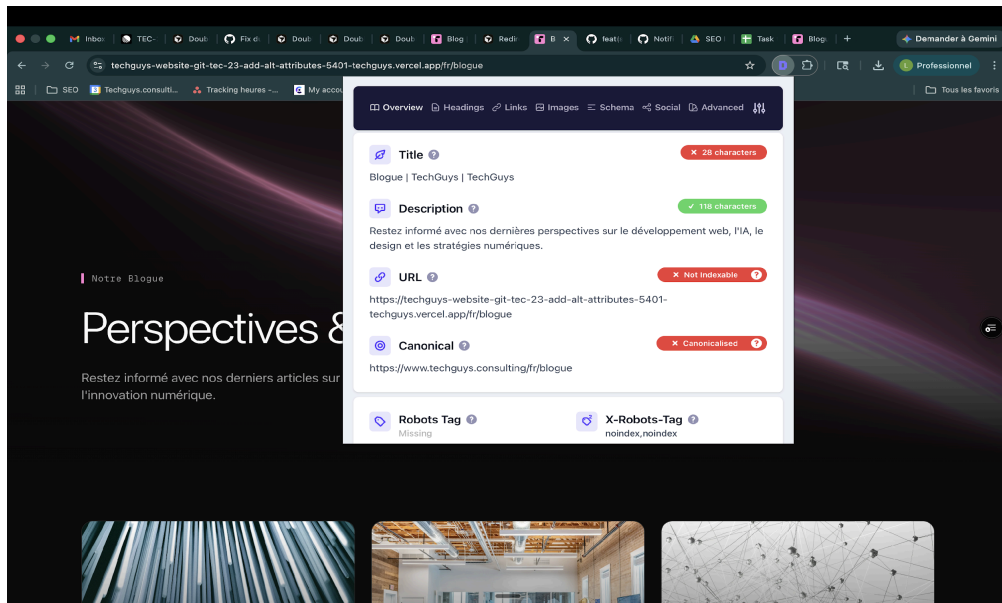 Inbox
TEC-
Doub
Fix d
Doub
Doub
Doub
Blog
Redir
B
feat(
Notifi
SEO
Task
Blog
Demander à Gemini
techguys-website-git-tec-23-add-alt-attributes-5401-techguys.vercel.app/fr/blogue
L
Professionnel
SEO
Techguys.consulti...
Tracking heures -...
My accou
Tous les favoris
Overview Headings Links Images Schema Social Advanced
Title
28 characters
Blogue | TechGuys | TechGuys
Description
118 characters
Restez informé avec nos dernières perspectives sur le développement web, l'IA, le
design et les stratégies numériques.
URL
Not Indexable
https://techguys-website-git-tec-23-add-alt-attributes-5401-
techguys.vercel.app/fr/blogue
Canonical
Canonicalised
https://www.techguys.consulting/fr/blogue
Robots Tag
Missing
X-Robots-Tag
noindex,noindex
Notre Blogue
Perspectives &
Restez informé avec nos derniers articles sur
l'innovation numérique.